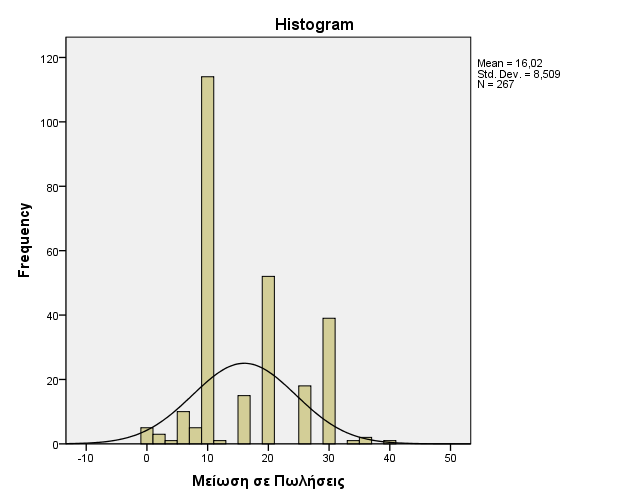 Histogram
Mean = 16,02
Std. Dev. = 8,509
N = 267
120
100
80
60
40
20
0
Frequency
-10 0 10 20 30 40 50
Μείωση σε Πωλήσεις